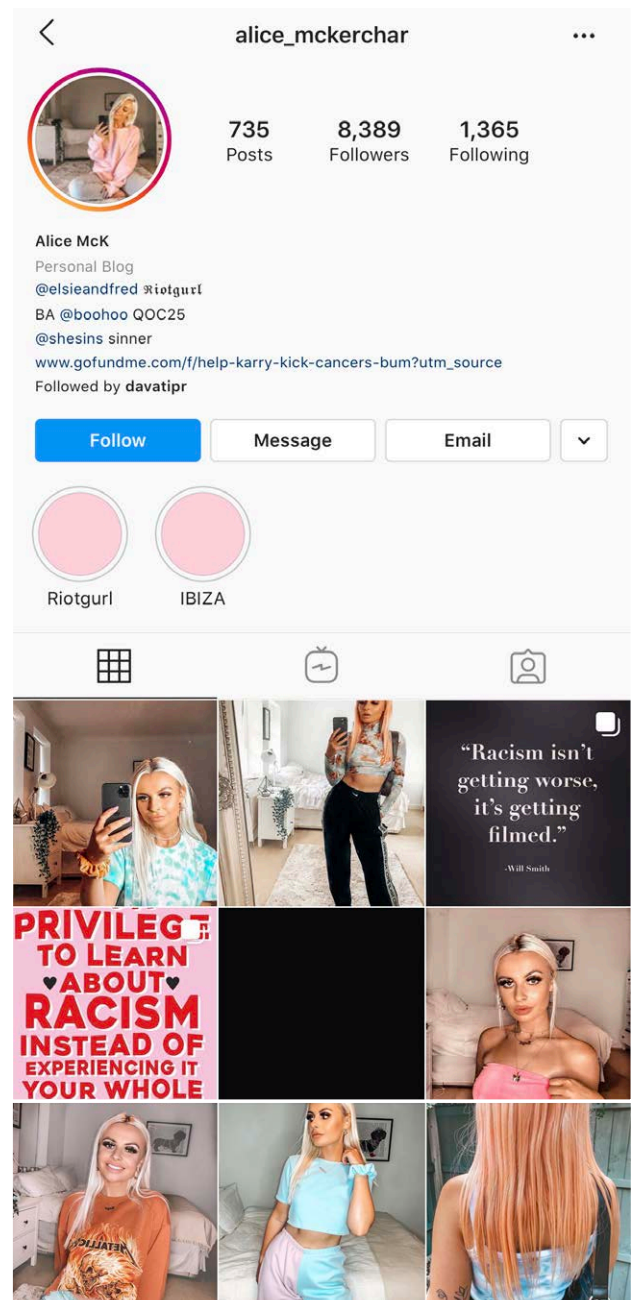 alice_mckerchar
735 8,389 1,365
Posts Followers Following
Alice McK
Personal Blog
@elsieandfred 𝕽𝖎𝖔𝖙𝖌𝖚𝖗𝖑
BA @boohoo QOC25
@shesins sinner
www.gofundme.com/f/help-karry-kick-cancers-bum?utm_source
Followed by davatipr
Follow Message Email
Riotgurl IBIZA
“Racism isn’t
getting worse,
it’s getting
filmed.”
-Will Smith
PRIVILEGE
TO LEARN
♥ABOUT♥
RACISM
INSTEAD OF
EXPERIENCING IT
YOUR WHOLE
METALLICA